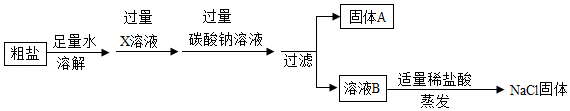 粗盐
足量水
溶解
过量
X溶液
过量
碳酸钠溶液
过滤
固体A
溶液B
适量稀盐酸
蒸发
NaCl固体